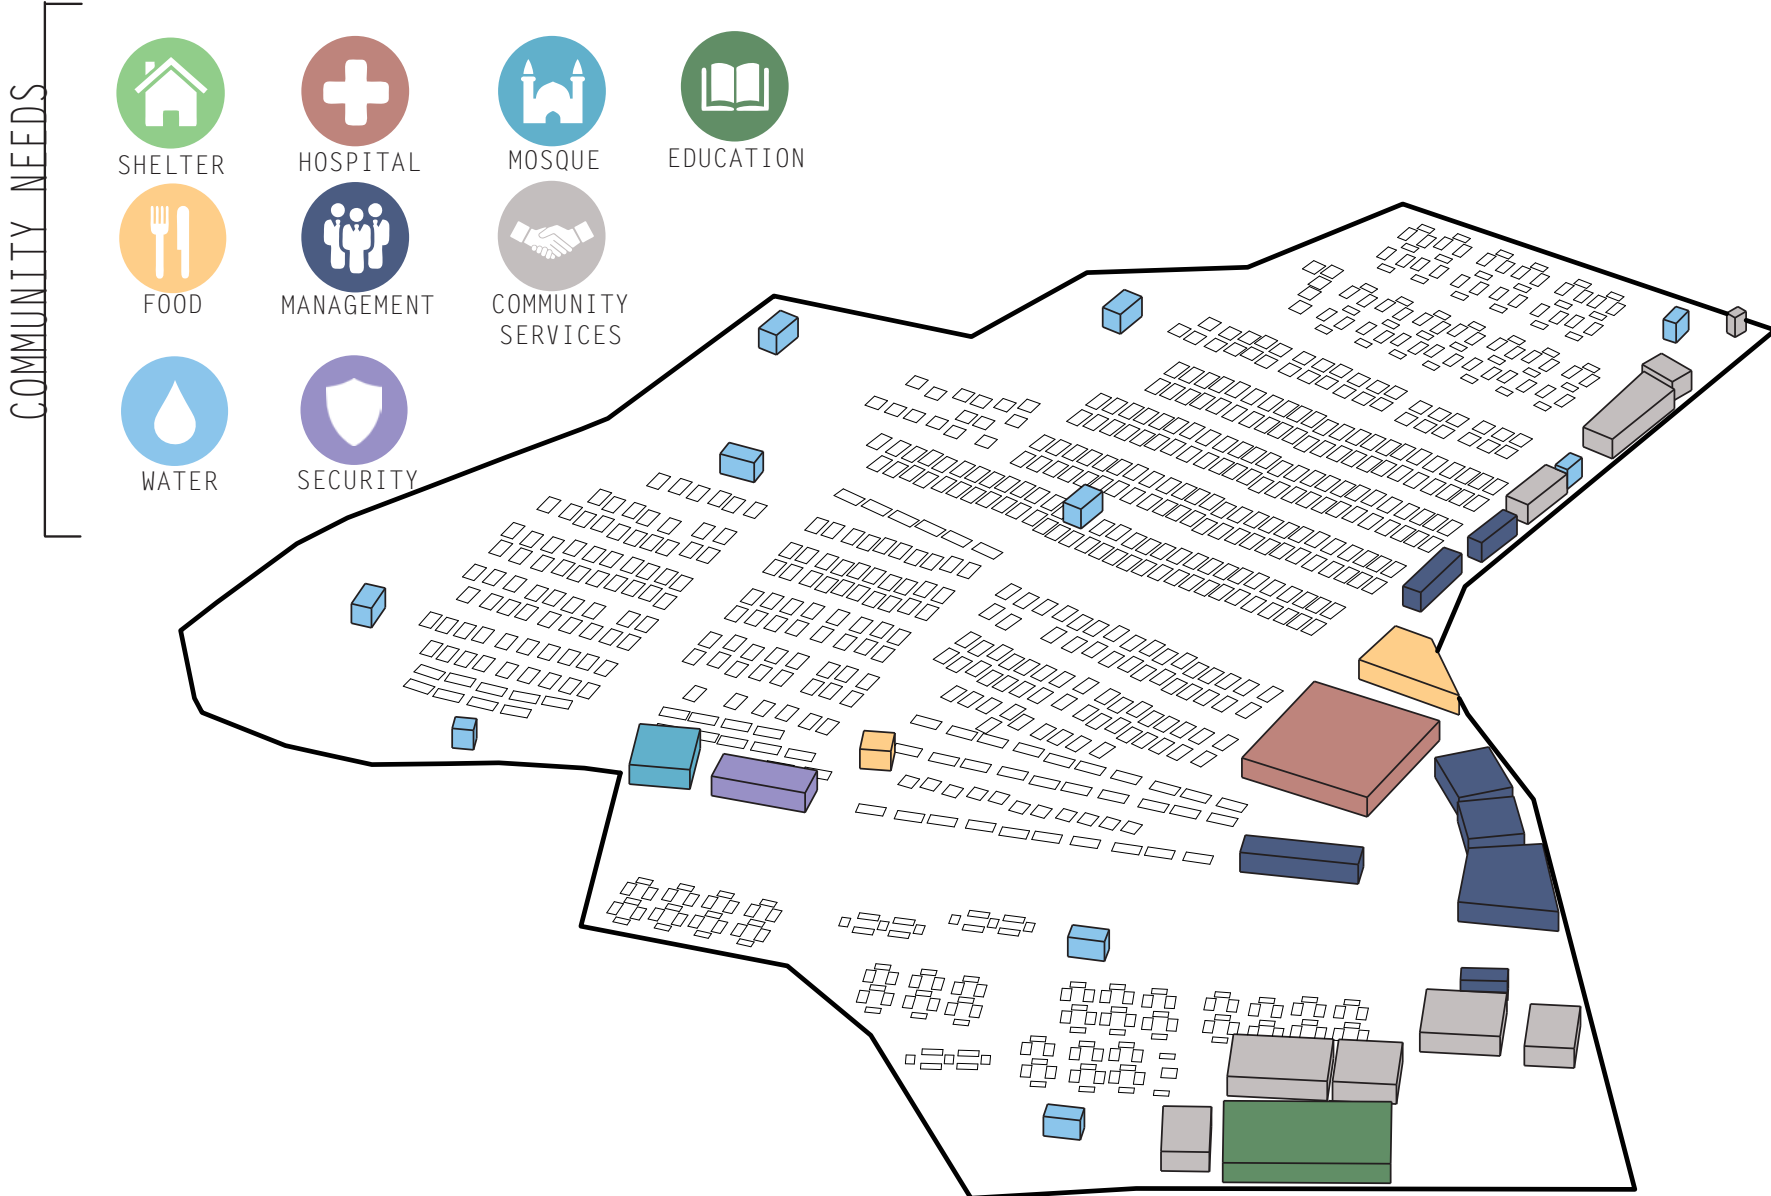 COMMUNITY NEEDS
SHELTER
HOSPITAL
MOSQUE
EDUCATION
FOOD
MANAGEMENT
COMMUNITY
SERVICES
WATER
SECURITY